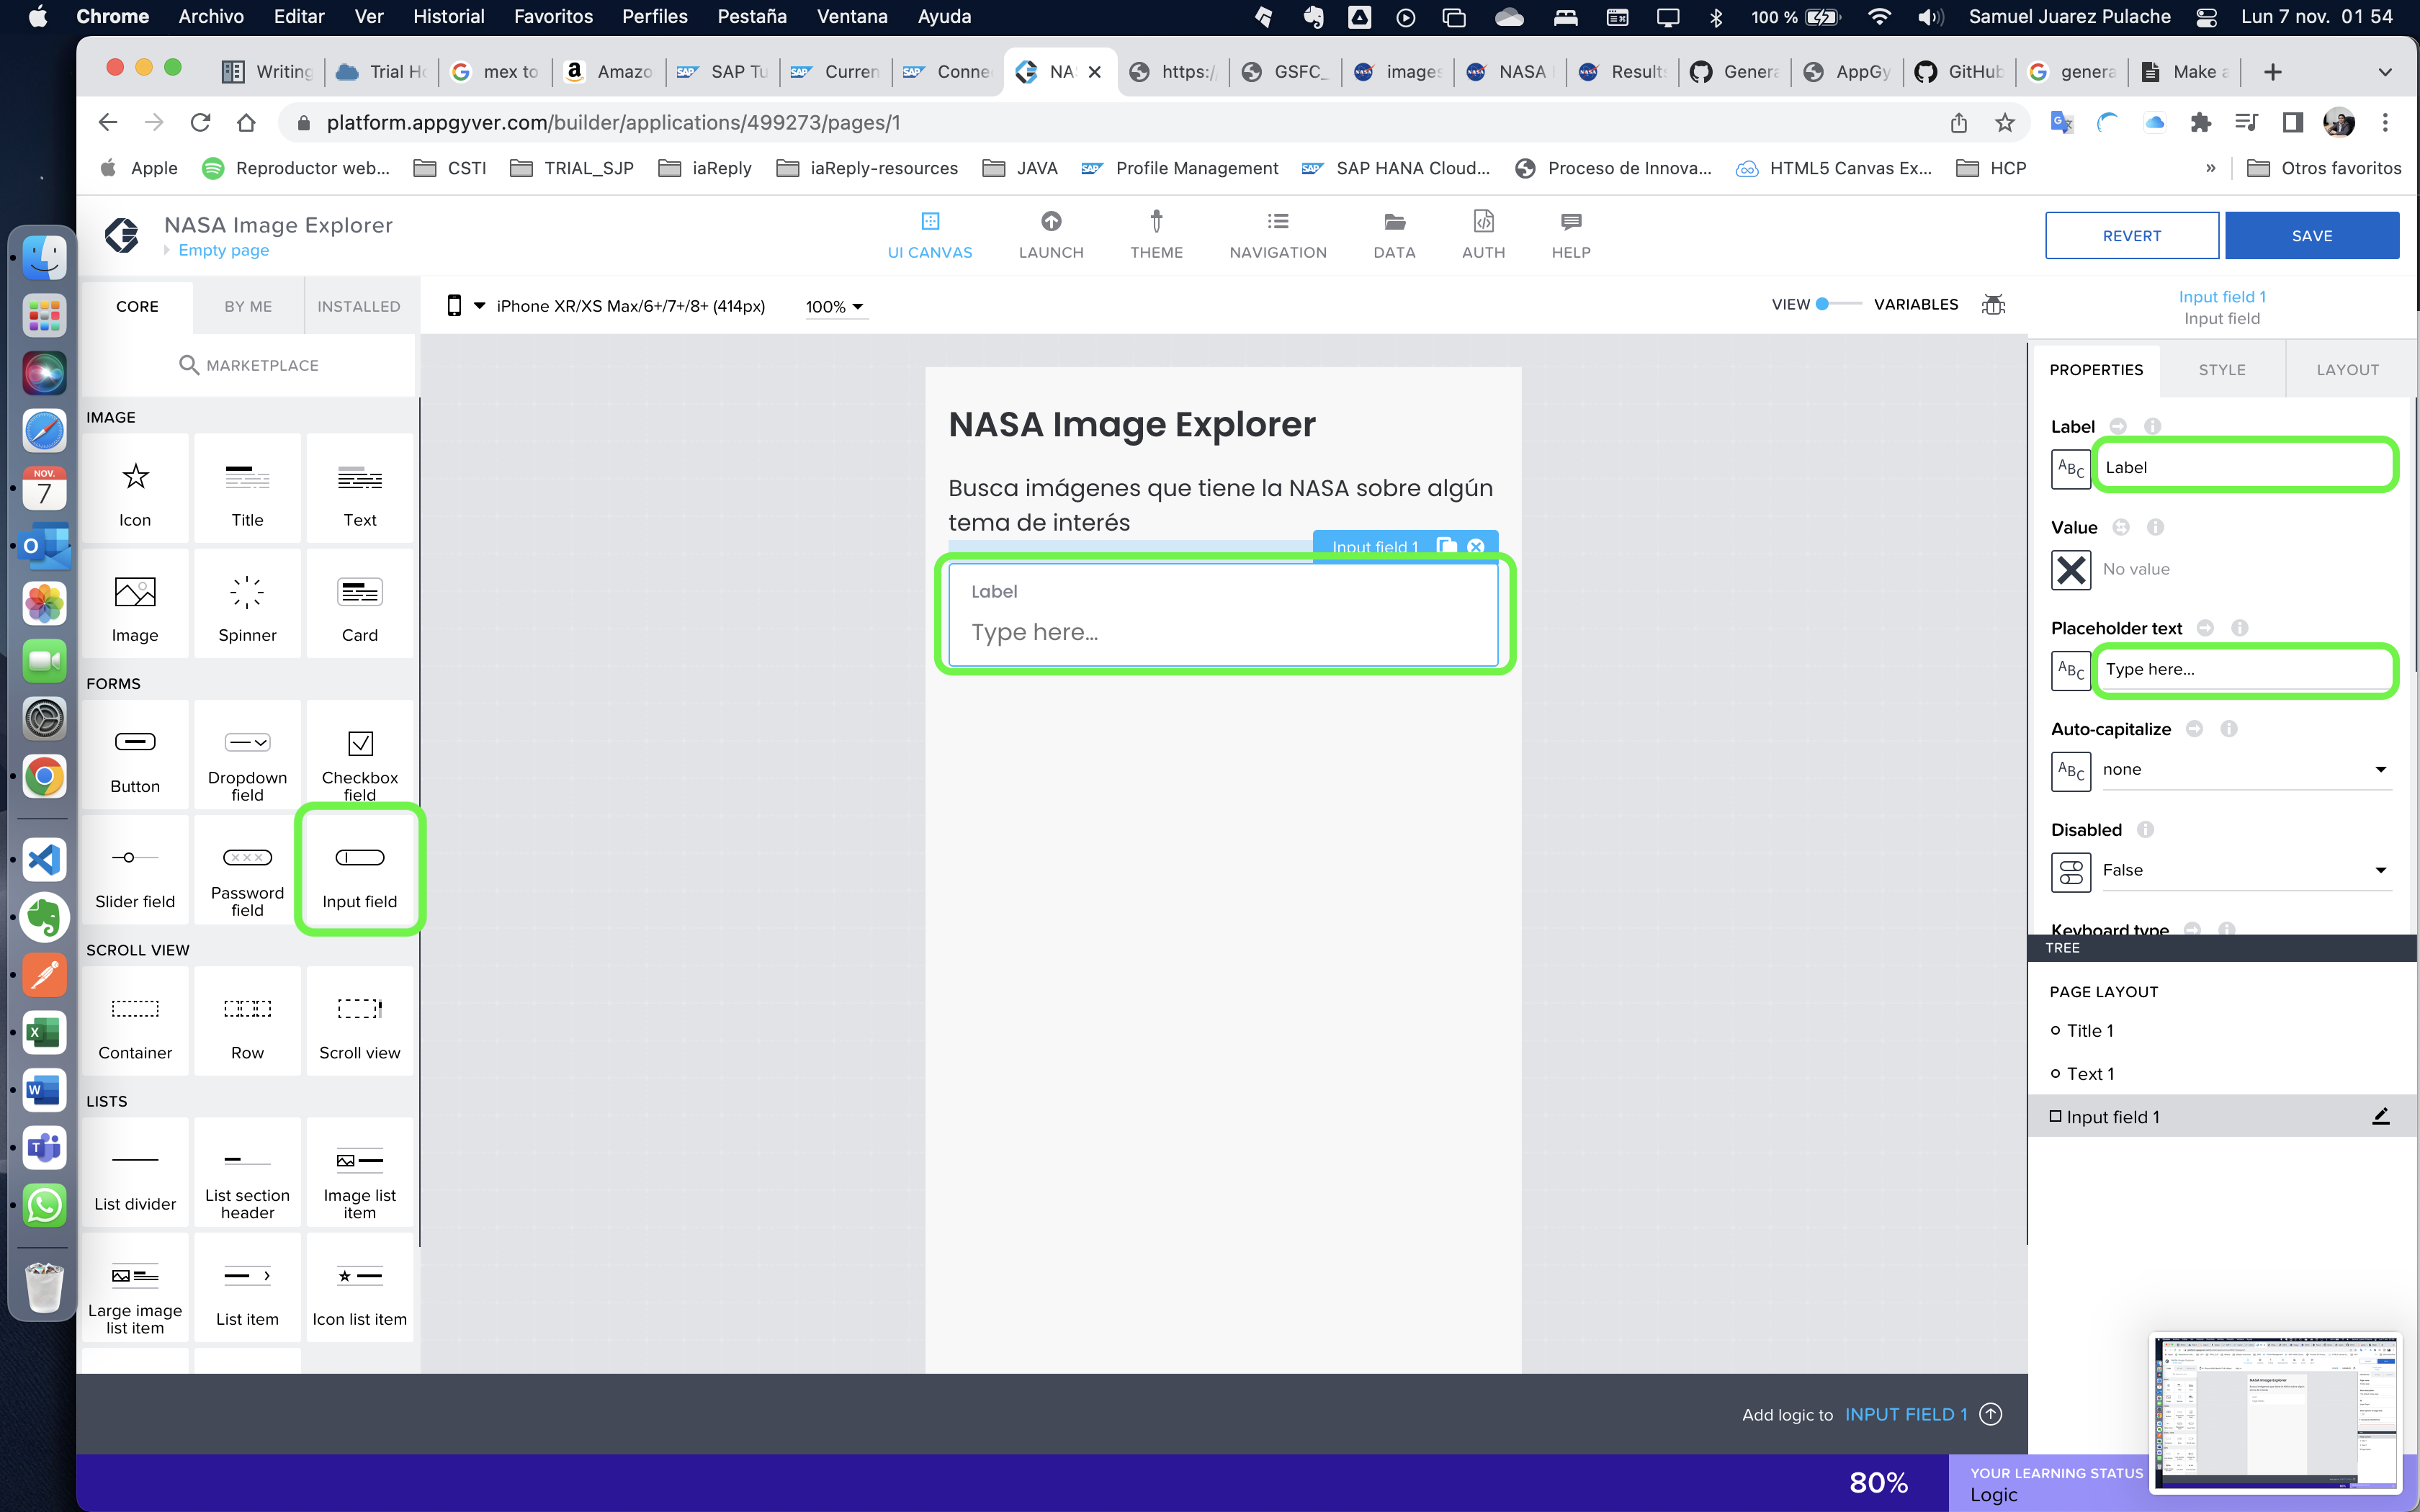 Chrome Archivo Editar Ver Historial Favoritos Perfiles Pestaña Ventana Ayuda 100 % Samuel Juarez Pulache Lun 7 nov. 01 54
Writing Trial H mex to Amazo SAP Tu Curren Conne NA https:/ GSFC_ images NASA Results Genera AppGy GitHub genera Make a
platform.appgyver.com/builder/applications/499273/pages/1
Apple Reproductor web... CSTI TRIAL_SJP iaReply iaReply-resources JAVA Profile Management SAP HANA Cloud... Proceso de Innova... HTML5 Canvas Ex... HCP » Otros favoritos
NASA Image Explorer
Empty page
UI CANVAS LAUNCH THEME NAVIGATION DATA AUTH HELP
REVERT SAVE
CORE BY ME INSTALLED
iPhone XR/XS Max/6+/7+/8+ (414px) 100%
VIEW VARIABLES
Input field 1
Input field
MARKETPLACE
PROPERTIES STYLE LAYOUT
IMAGE
Icon Title Text
Image Spinner Card
FORMS
Button Dropdown field Checkbox field
Slider field Password field Input field
SCROLL VIEW
Container Row Scroll view
LISTS
List divider List section header Image list item
Large image list item List item Icon list item
NASA Image Explorer
Busca imágenes que tiene la NASA sobre algún
tema de interés
Input field 1
Label
Type here...
Label
ABC Label
Value
No value
Placeholder text
ABC Type here...
Auto-capitalize
ABC none
Disabled
False
Keyboard type
TREE
PAGE LAYOUT
Title 1
Text 1
Input field 1
Add logic to INPUT FIELD 1
80%
YOUR LEARNING STATUS
Logic
NOV.
7